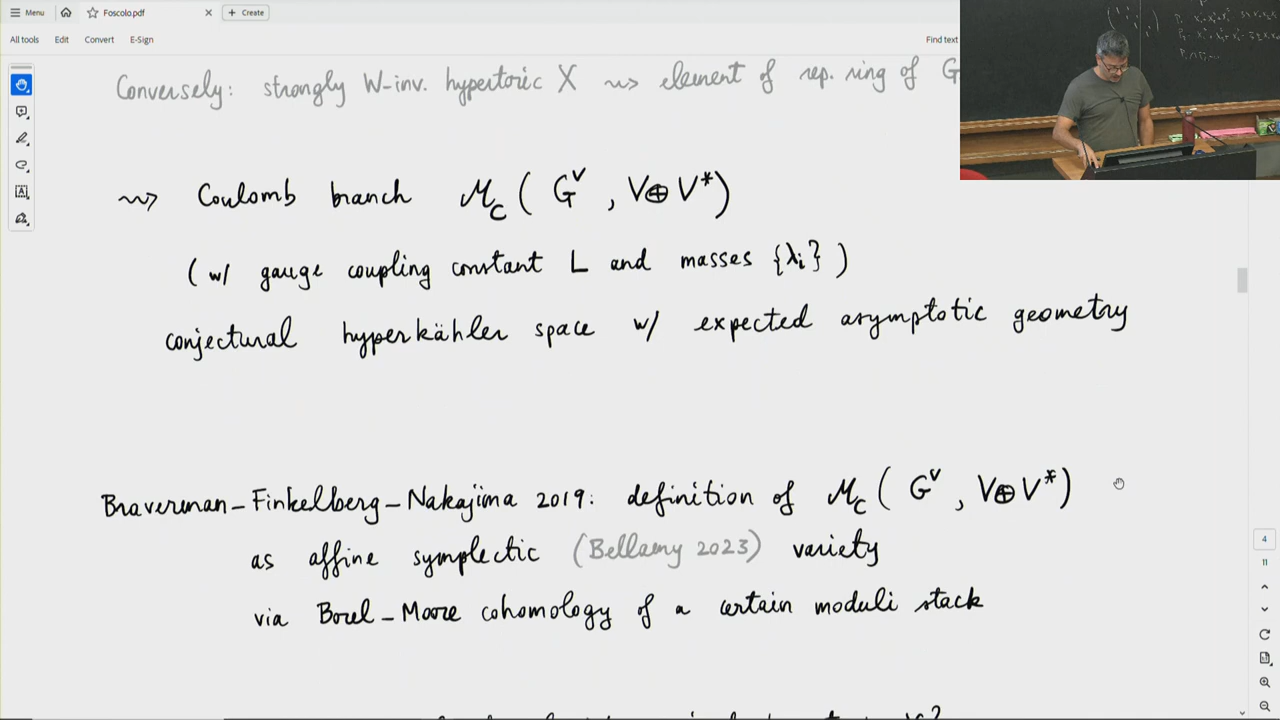 Menu
Foscolo.pdf
Create
All tools Edit Convert E-Sign
Find text
Conversely: strongly W-inv. hypertoric X ⇝ element of rep. ring of G
⇝ Coulomb branch M_C ( G^∨ , V⊕V* )
( w/ gauge coupling constant L and masses {λ_i} )
conjectural hyperkähler space w/ expected asymptotic geometry
Braverman–Finkelberg–Nakajima 2019: definition of M_C ( G^∨ , V⊕V* )
as affine symplectic (Bellamy 2023) variety
via Borel–Moore cohomology of a certain moduli stack
4
11